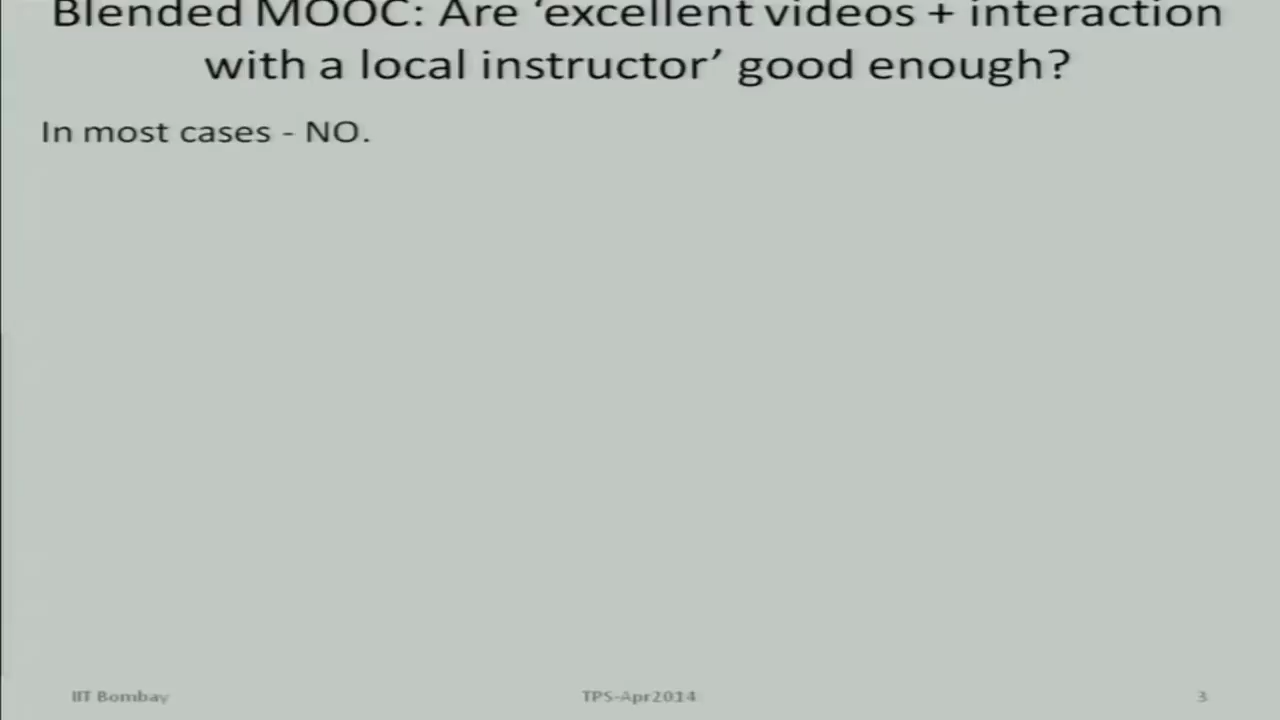 Blended MOOC: Are ‘excellent videos + interaction
with a local instructor’ good enough?
In most cases - NO.
IIT Bombay
TPS-Apr2014
3